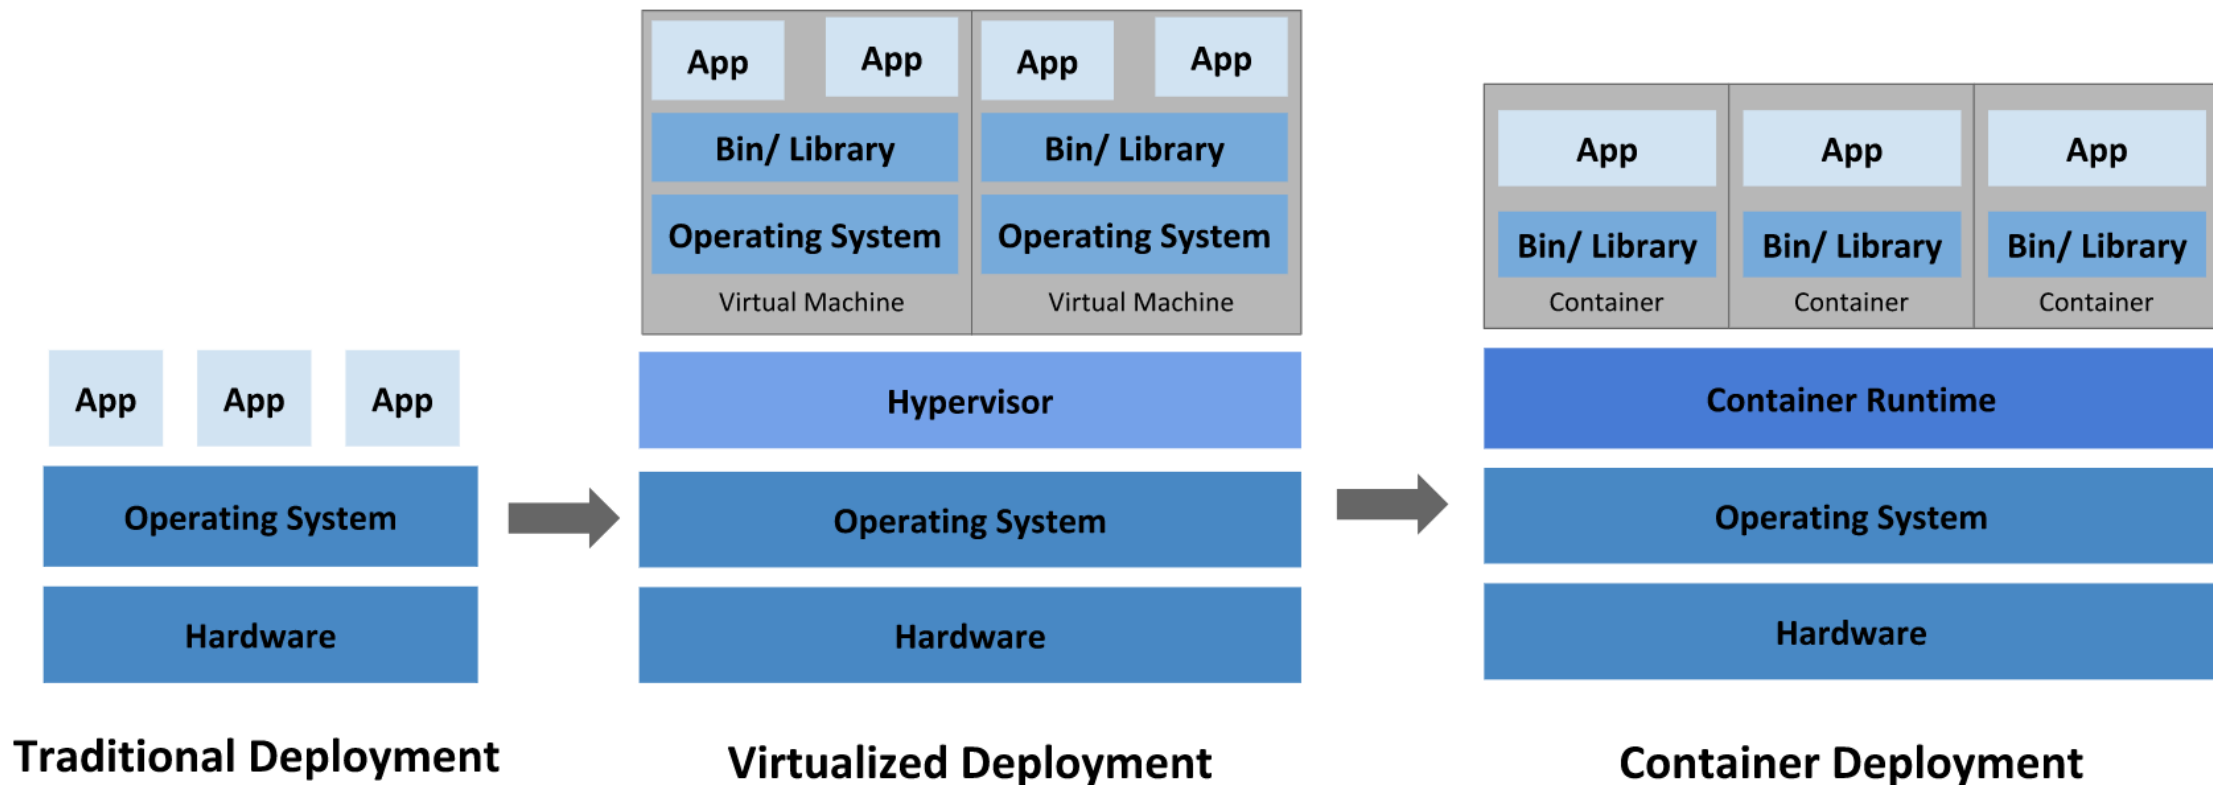 App
App
App
Operating System
Hardware
Traditional Deployment
App
App
App
App
Bin/ Library
Bin/ Library
Operating System
Operating System
Virtual Machine
Virtual Machine
Hypervisor
Operating System
Hardware
Virtualized Deployment
App
App
App
Bin/ Library
Bin/ Library
Bin/ Library
Container
Container
Container
Container Runtime
Operating System
Hardware
Container Deployment